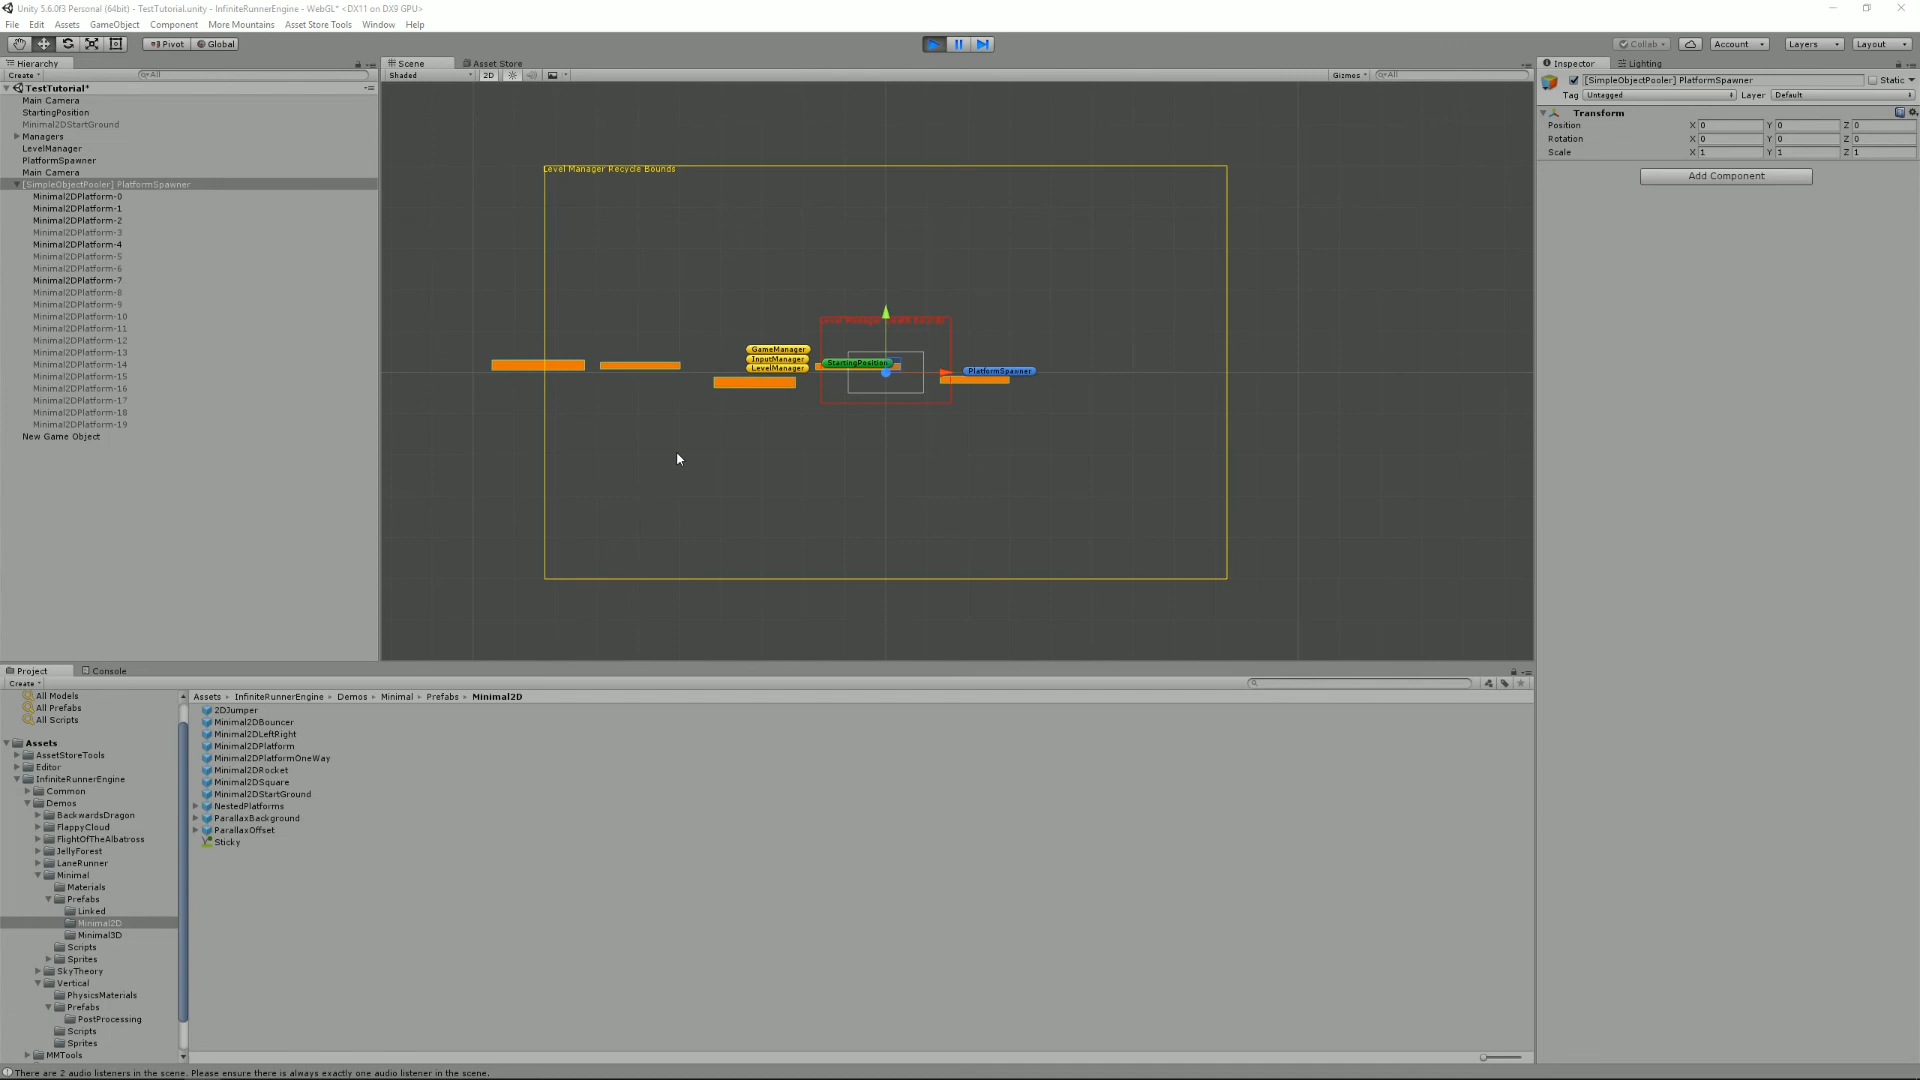 Unity 5.6.0f3 Personal (64bit) - TestTutorial.unity - InfiniteRunnerEngine - WebGL* <DX11 on DX9 GPU>
File Edit Assets GameObject Component More Mountains Asset Store Tools Window Help
Pivot Global Collab Account Layers Layout
Hierarchy
Create All
TestTutorial*
Main Camera
StartingPosition
Minimal2DStartGround
Managers
LevelManager
PlatformSpawner
Main Camera
[SimpleObjectPooler] PlatformSpawner
Minimal2DPlatform-0
Minimal2DPlatform-1
Minimal2DPlatform-2
Minimal2DPlatform-3
Minimal2DPlatform-4
Minimal2DPlatform-5
Minimal2DPlatform-6
Minimal2DPlatform-7
Minimal2DPlatform-8
Minimal2DPlatform-9
Minimal2DPlatform-10
Minimal2DPlatform-11
Minimal2DPlatform-12
Minimal2DPlatform-13
Minimal2DPlatform-14
Minimal2DPlatform-15
Minimal2DPlatform-16
Minimal2DPlatform-17
Minimal2DPlatform-18
Minimal2DPlatform-19
New Game Object
Scene Asset Store
Shaded 2D Gizmos All
Level Manager Recycle Bounds
GameManager
InputManager
LevelManager
StartingPosition
PlatformSpawner
Inspector Lighting
[SimpleObjectPooler] PlatformSpawner Static
Tag Untagged Layer Default
Transform
Position X 0 Y 0 Z 0
Rotation X 0 Y 0 Z 0
Scale X 1 Y 1 Z 1
Add Component
Project Console
Create
All Models
All Prefabs
All Scripts
Assets
AssetStoreTools
Editor
InfiniteRunnerEngine
Common
Demos
BackwardsDragon
FlappyCloud
FlightOfTheAlbatross
JellyForest
LaneRunner
Minimal
Materials
Prefabs
Linked
Minimal2D
Minimal3D
Scripts
Sprites
SkyTheory
Vertical
PhysicsMaterials
Prefabs
PostProcessing
Scripts
Sprites
MMTools
Assets InfiniteRunnerEngine Demos Minimal Prefabs Minimal2D
2DJumper
Minimal2DBouncer
Minimal2DLeftRight
Minimal2DPlatform
Minimal2DPlatformOneWay
Minimal2DRocket
Minimal2DSquare
Minimal2DStartGround
NestedPlatforms
ParallaxBackground
ParallaxOffset
Sticky
There are 2 audio listeners in the scene. Please ensure there is always exactly one audio listener in the scene.